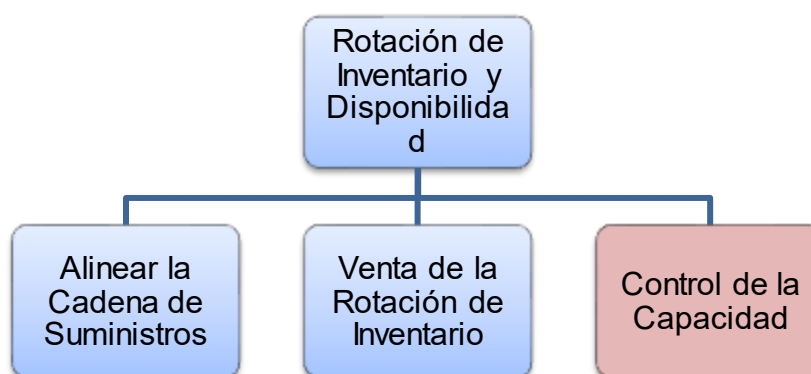 Rotación de
Inventario y
Disponibilida
d
Alinear la
Cadena de
Suministros
Venta de la
Rotación de
Inventario
Control de la
Capacidad